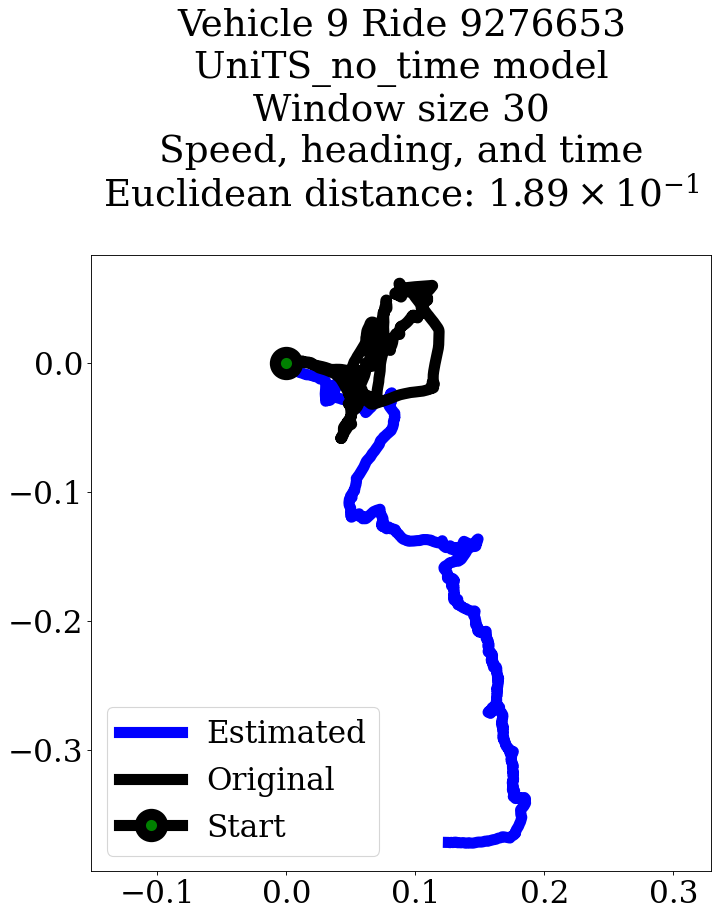 Vehicle 9 Ride 9276653
UniTS_no_time model
Window size 30
Speed, heading, and time
Euclidean distance: 1.89 × 10⁻¹
0.0
−0.1
−0.2
−0.3
Estimated
Original
Start
−0.1 0.0 0.1 0.2 0.3